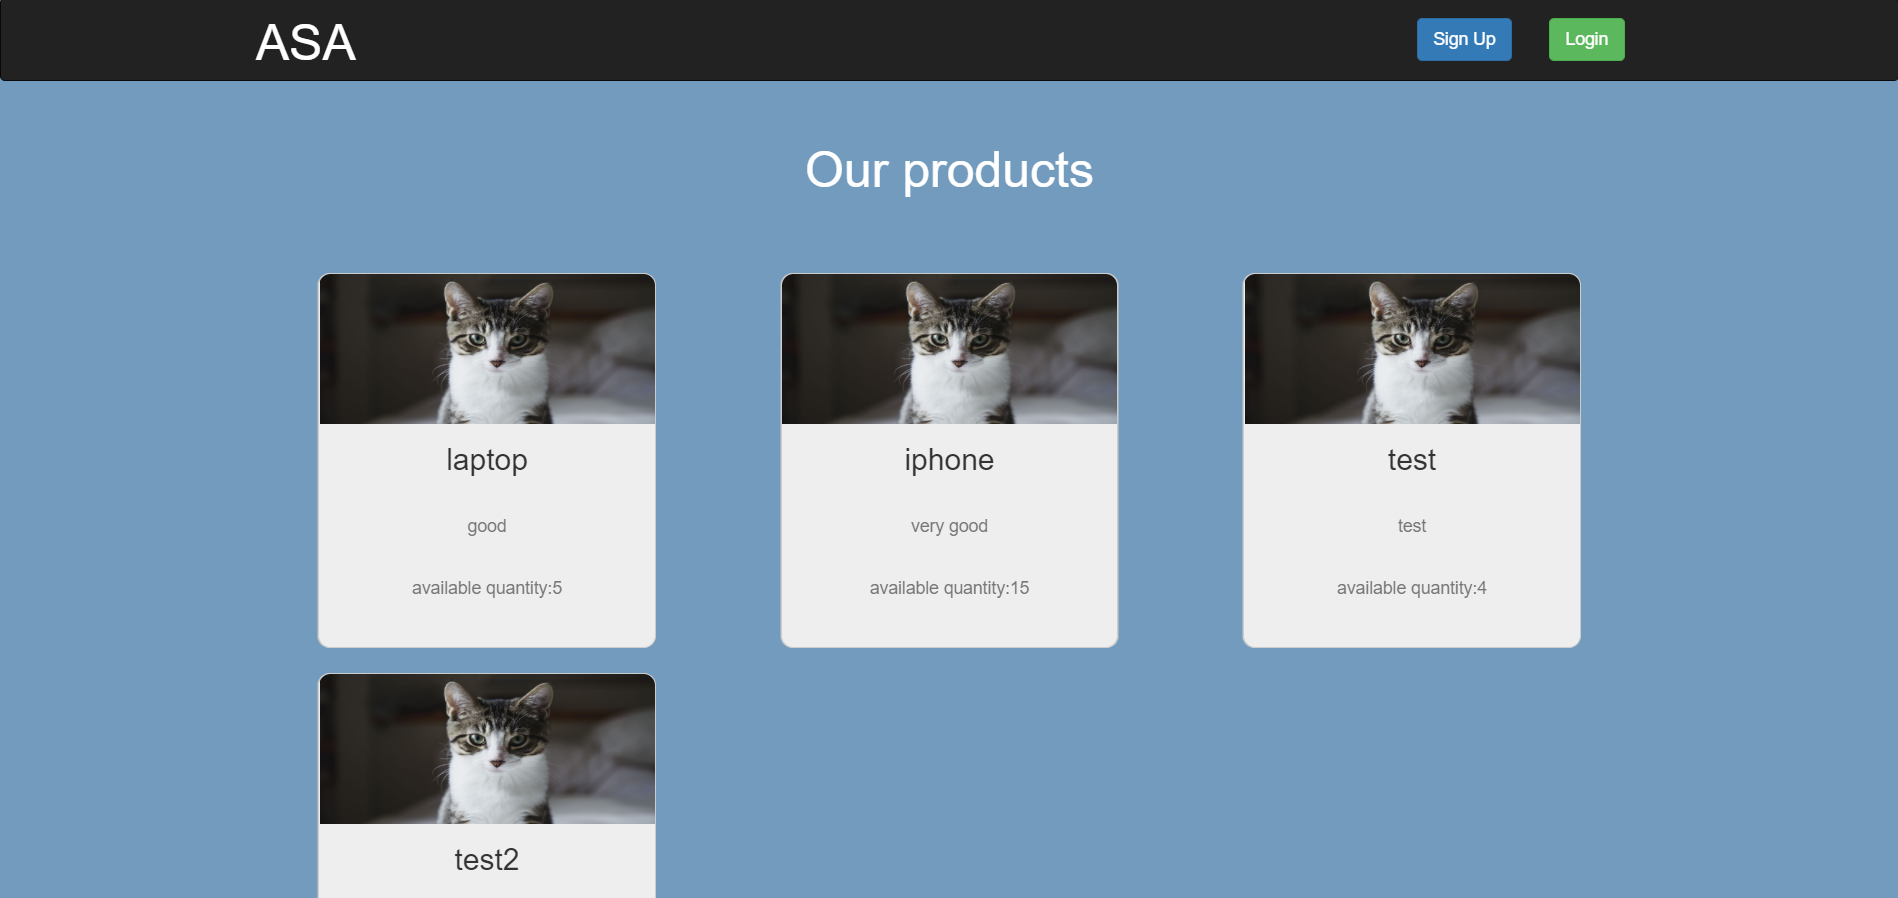 ASA
Sign Up
Login
Our products
laptop
good
available quantity:5
iphone
very good
available quantity:15
test
test
available quantity:4
test2